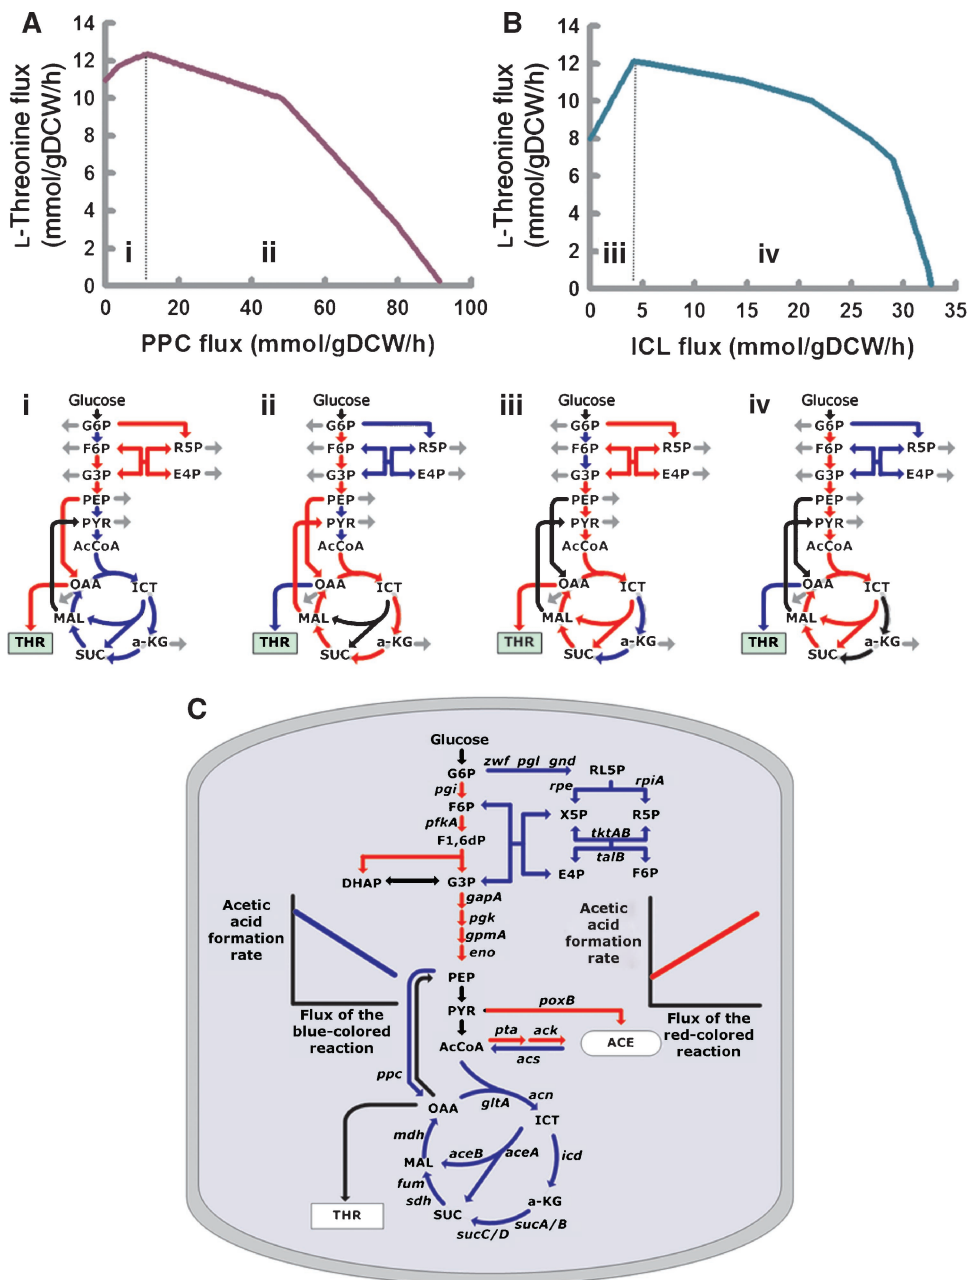 A
14
12
10
8
6
4
2
0
L-Threonine flux
(mmol/gDCW/h)
i
ii
0
20
40
60
80
100
PPC flux (mmol/gDCW/h)
B
14
12
10
8
6
4
2
0
L-Threonine flux
(mmol/gDCW/h)
iii
iv
0
5
10
15
20
25
30
35
ICL flux (mmol/gDCW/h)
i
Glucose
G6P
F6P
R5P
G3P
E4P
PEP
PYR
AcCoA
OAA
ICT
MAL
THR
a-KG
SUC
ii
Glucose
G6P
F6P
R5P
G3P
E4P
PEP
PYR
AcCoA
OAA
ICT
MAL
THR
a-KG
SUC
iii
Glucose
G6P
F6P
R5P
G3P
E4P
PEP
PYR
AcCoA
OAA
ICT
MAL
THR
a-KG
SUC
iv
Glucose
G6P
F6P
R5P
G3P
E4P
PEP
PYR
AcCoA
OAA
ICT
MAL
THR
a-KG
SUC
C
Glucose
G6P
zwf pgl gnd
RL5P
pgi
rpe
rpiA
F6P
X5P
R5P
pfkA
F1,6dP
tktAB
talB
DHAP
G3P
E4P
F6P
gapA
pgk
gpmA
eno
Acetic
acid
formation
rate
Flux of the
blue-colored
reaction
Acetic
acid
formation
rate
Flux of the
red-colored
reaction
PEP
PYR
poxB
AcCoA
pta
ack
ACE
acs
ppc
OAA
gltA
acn
ICT
mdh
MAL
aceB
aceA
icd
fum
sdh
a-KG
THR
SUC
sucA/B
sucC/D